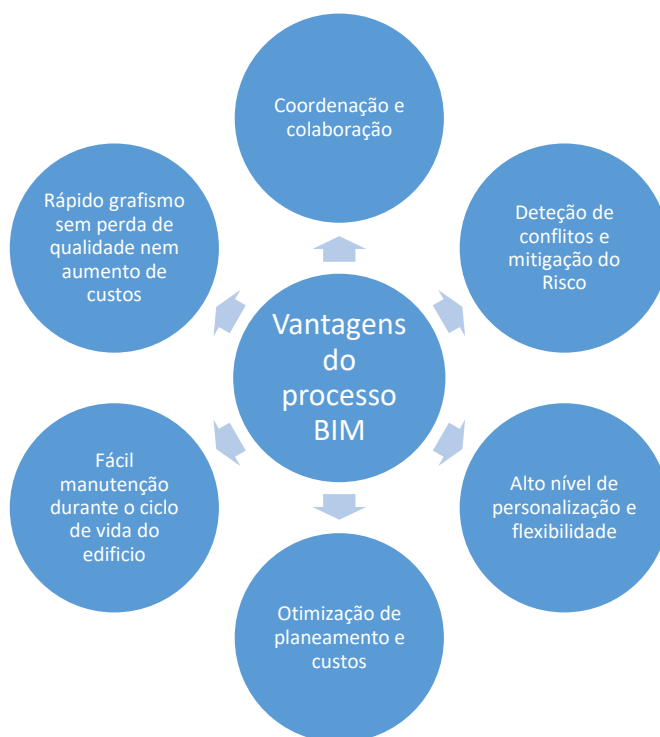 Coordenação e
colaboração
Deteção de
conflitos e
mitigação do
Risco
Alto nível de
personalização e
flexibilidade
Otimização de
planeamento e
custos
Fácil
manutenção
durante o ciclo
de vida do
edificio
Rápido grafismo
sem perda de
qualidade nem
aumento de
custos
Vantagens
do
processo
BIM